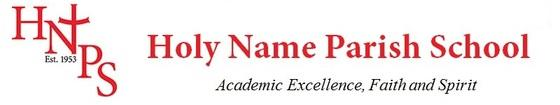 HNPS
Est. 1953
Holy Name Parish School
Academic Excellence, Faith and Spirit